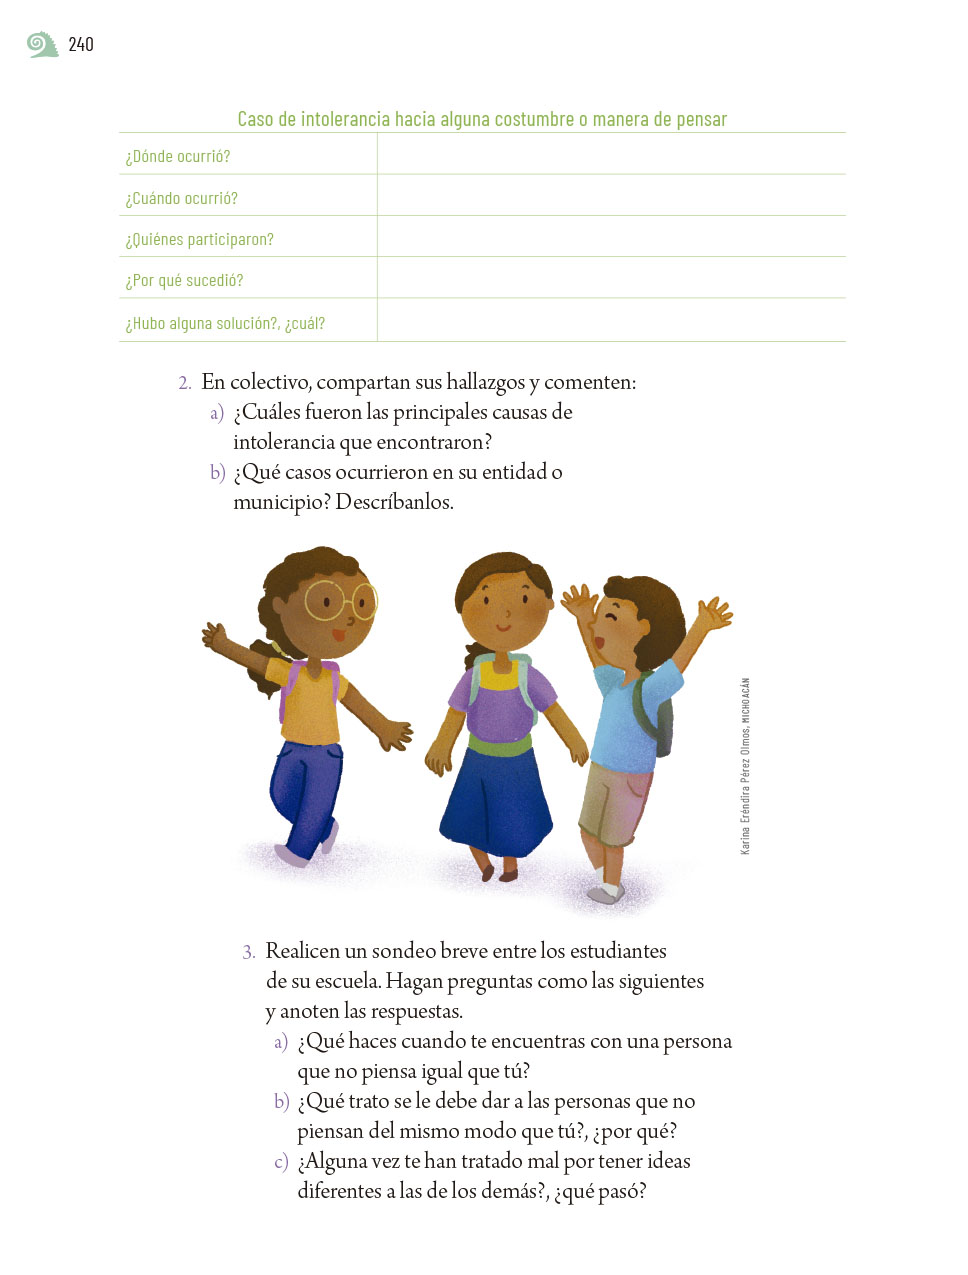 240
Caso de intolerancia hacia alguna costumbre o manera de pensar
¿Dónde ocurrió?
¿Cuándo ocurrió?
¿Quiénes participaron?
¿Por qué sucedió?
¿Hubo alguna solución?, ¿cuál?
2. En colectivo, compartan sus hallazgos y comenten:
a) ¿Cuáles fueron las principales causas de
intolerancia que encontraron?
b) ¿Qué casos ocurrieron en su entidad o
municipio? Descríbanlos.
Karina Eréndira Pérez Olmos, MICHOACÁN
3. Realicen un sondeo breve entre los estudiantes
de su escuela. Hagan preguntas como las siguientes
y anoten las respuestas.
a) ¿Qué haces cuando te encuentras con una persona
que no piensa igual que tú?
b) ¿Qué trato se le debe dar a las personas que no
piensan del mismo modo que tú?, ¿por qué?
c) ¿Alguna vez te han tratado mal por tener ideas
diferentes a las de los demás?, ¿qué pasó?